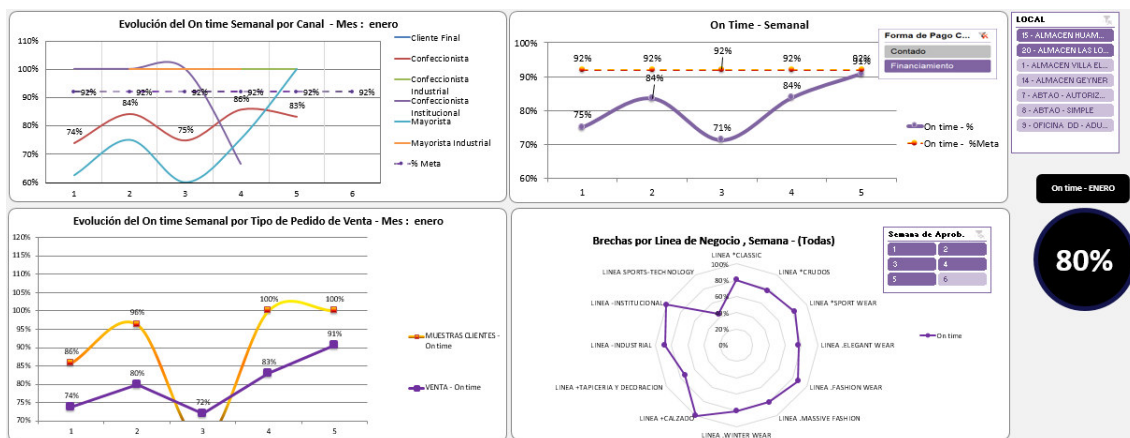 Evolución del On time Semanal por Canal - Mes : enero
110%
100%
90%
80%
70%
60%
92%
92%
92%
92%
92%
92%
74%
84%
75%
86%
83%
1 2 3 4 5 6
Cliente Final
Confeccionista
Confeccionista Industrial
Confeccionista Institucional
Mayorista
Mayorista Industrial
% Meta
On Time - Semanal
100%
90%
80%
70%
60%
92%
92%
92%
92%
92%
75%
84%
71%
84%
91%
1 2 3 4 5
On time - %
On time - %Meta
Forma de Pago C...
Contado
Financiamiento
LOCAL
15 - ALMACEN HUAM...
20 - ALMACEN LAS LO...
1 - ALMACEN VILLA EL...
14 - ALMACEN GEYNER
7 - ABTAO - AUTORIZ...
8 - ABTAO - SIMPLE
9 - OFICINA DD - ADU...
On time - ENERO
80%
Evolución del On time Semanal por Tipo de Pedido de Venta - Mes : enero
120%
115%
110%
105%
100%
95%
90%
85%
80%
75%
70%
86%
96%
100%
100%
74%
80%
72%
83%
91%
1 2 3 4 5
MUESTRAS CLIENTES - On time
VENTA - On time
Brechas por Linea de Negocio , Semana - (Todas)
LINEA *CLASSIC
LINEA *CRUDOS
LINEA *SPORT WEAR
LINEA .ELEGANT WEAR
LINEA .FASHION WEAR
LINEA .MASSIVE FASHION
LINEA .WINTER WEAR
LINEA +CALZADO
LINEA +TAPICERIA Y DECORACION
LINEA -INDUSTRIAL
LINEA -INSTITUCIONAL
LINEA SPORTS-TECHNOLOGY
100%
80%
60%
20%
0%
On time
Semana de Aprob.
1 2
3 4
5 6